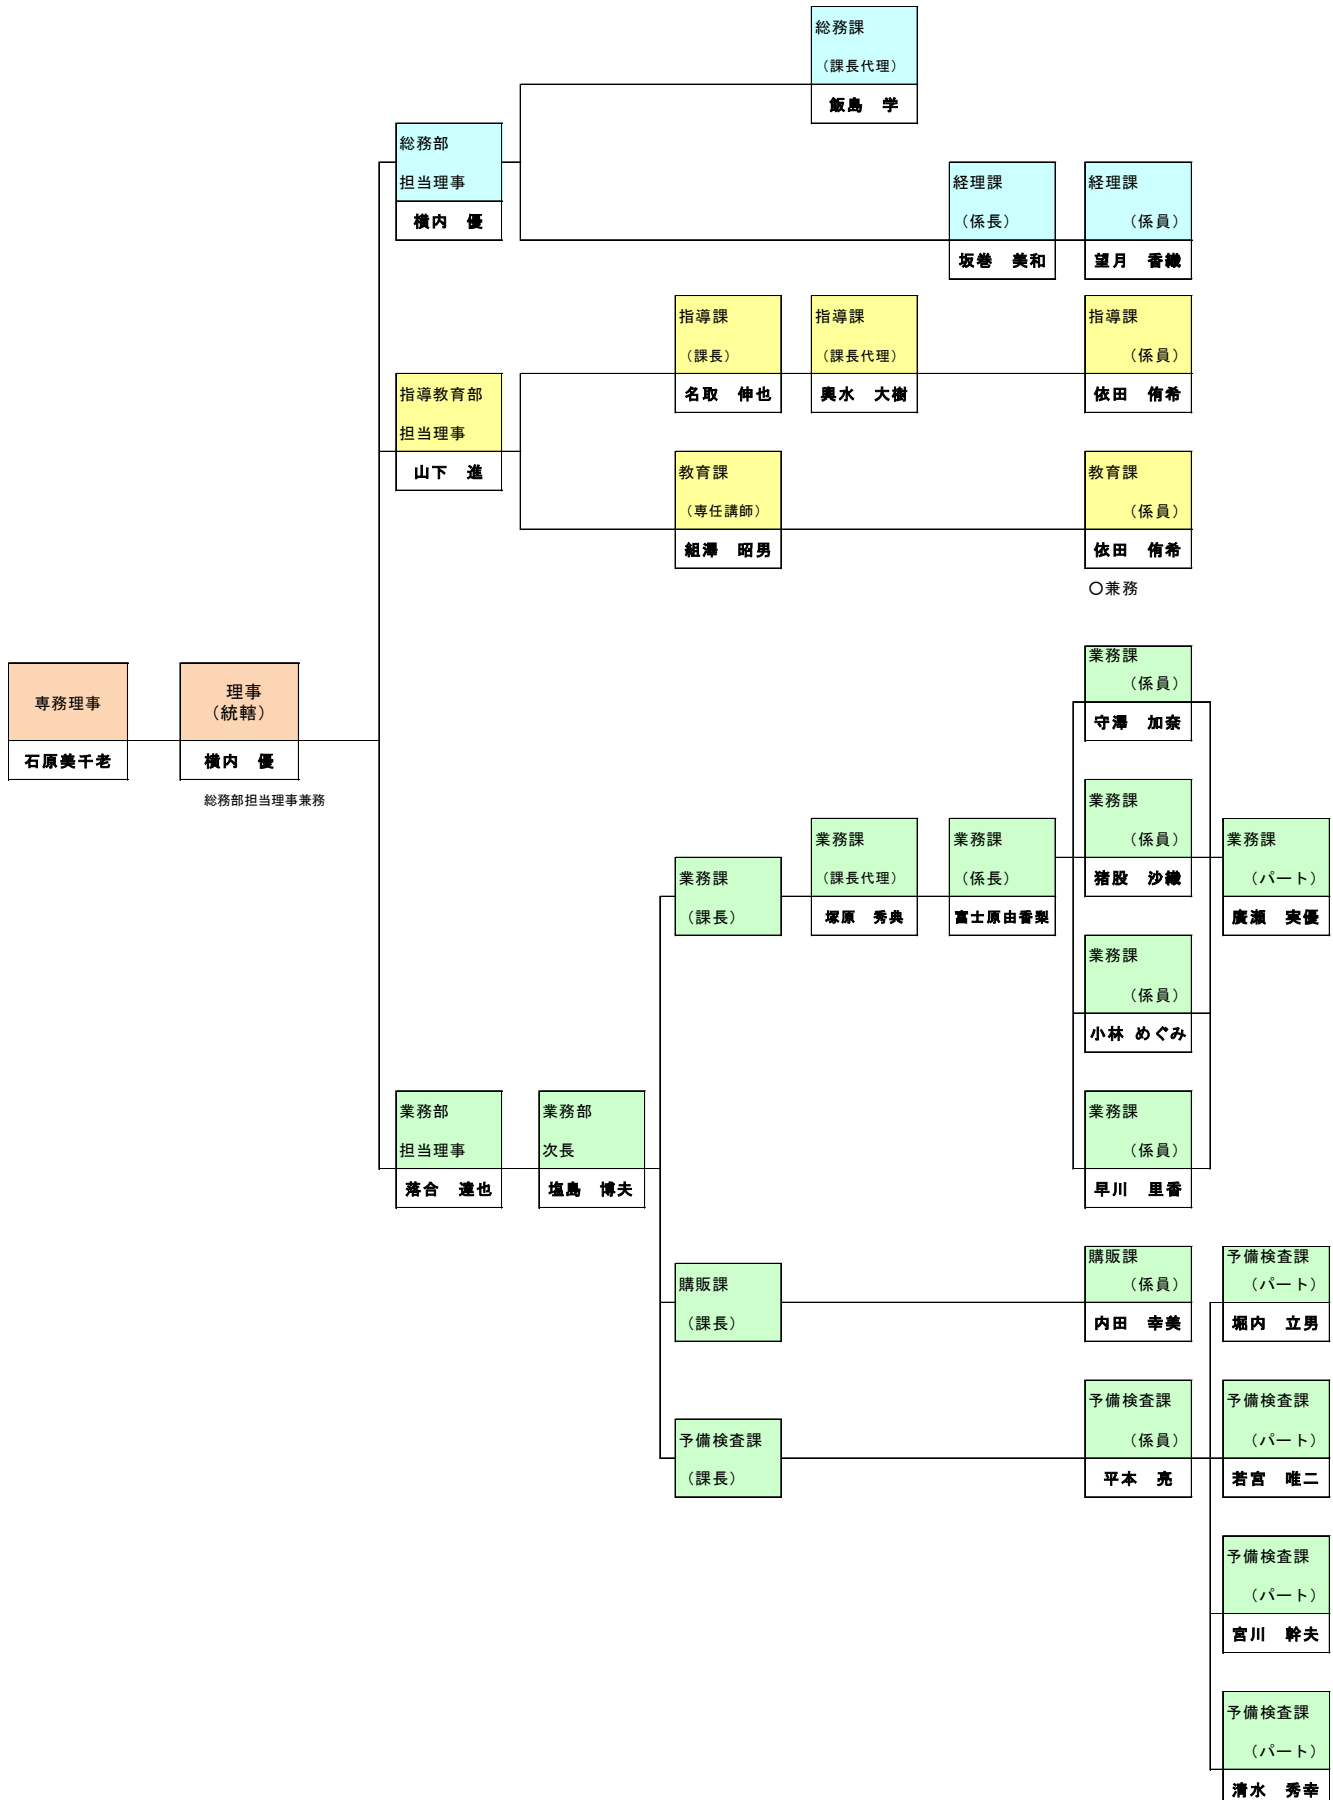 総務課
（課長代理）
飯島　学
総務部
担当理事
横内　優
経理課
（係長）
坂巻　美和
経理課
（係員）
望月　香織
指導課
（課長）
名取　伸也
指導課
（課長代理）
輿水　大樹
指導課
（係員）
依田　侑希
指導教育部
担当理事
山下　進
教育課
（専任講師）
組澤　昭男
教育課
（係員）
依田　侑希
〇兼務
専務理事
石原美千老
理事
（統轄）
横内　優
総務部担当理事兼務
業務課
（係員）
守澤　加奈
業務課
（係員）
猪股　沙織
業務課
（課長）
業務課
（課長代理）
塚原　秀典
業務課
（係長）
富士原由香梨
業務課
（パート）
廣瀬　実優
業務課
（係員）
小林 めぐみ
業務部
担当理事
落合　達也
業務部
次長
塩島　博夫
業務課
（係員）
早川　里香
購販課
（課長）
購販課
（係員）
内田　幸美
予備検査課
（パート）
堀内　立男
予備検査課
（課長）
予備検査課
（係員）
平本　亮
予備検査課
（パート）
若宮　唯二
予備検査課
（パート）
宮川　幹夫
予備検査課
（パート）
清水　秀幸